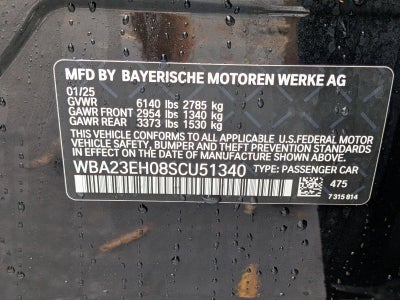 MFD BY BAYERISCHE MOTOREN WERKE AG
01/25
GVWR 6140 lbs 2785 kg
GAWR FRONT 2954 lbs 1340 kg
GAWR REAR 3373 lbs 1530 kg
THIS VEHICLE CONFORMS TO ALL APPLICABLE U.S. FEDERAL MOTOR
VEHICLE SAFETY, BUMPER AND THEFT PREVENTION STANDARDS
IN EFFECT ON THE DATE OF MANUFACTURE SHOWN ABOVE.
WBA23EH08SCU51340 TYPE: PASSENGER CAR
475
7 315 814